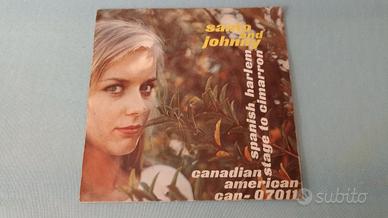 santo and
johnny
spanish harlem
stage to cimarron
canadian
american
can-07011
subito